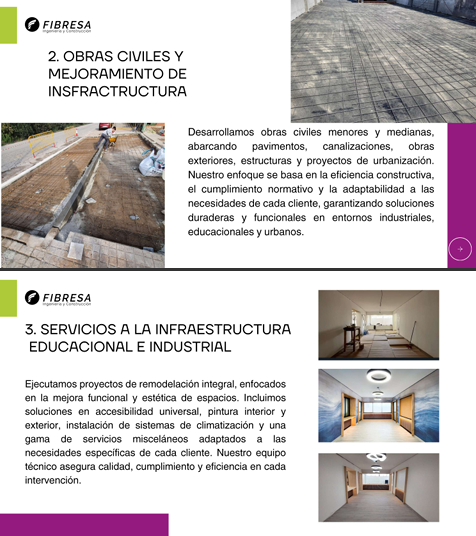 FIBRESA
Ingeniería y Construcción
2. OBRAS CIVILES Y
MEJORAMIENTO DE
INSFRACTRUCTURA
Desarrollamos obras civiles menores y medianas,
abarcando pavimentos, canalizaciones, obras
exteriores, estructuras y proyectos de urbanización.
Nuestro enfoque se basa en la eficiencia constructiva,
el cumplimiento normativo y la adaptabilidad a las
necesidades de cada cliente, garantizando soluciones
duraderas y funcionales en entornos industriales,
educacionales y urbanos.
FIBRESA
Ingeniería y Construcción
3. SERVICIOS A LA INFRAESTRUCTURA
EDUCACIONAL E INDUSTRIAL
Ejecutamos proyectos de remodelación integral, enfocados
en la mejora funcional y estética de espacios. Incluimos
soluciones en accesibilidad universal, pintura interior y
exterior, instalación de sistemas de climatización y una
gama de servicios misceláneos adaptados a las
necesidades específicas de cada cliente. Nuestro equipo
técnico asegura calidad, cumplimiento y eficiencia en cada
intervención.